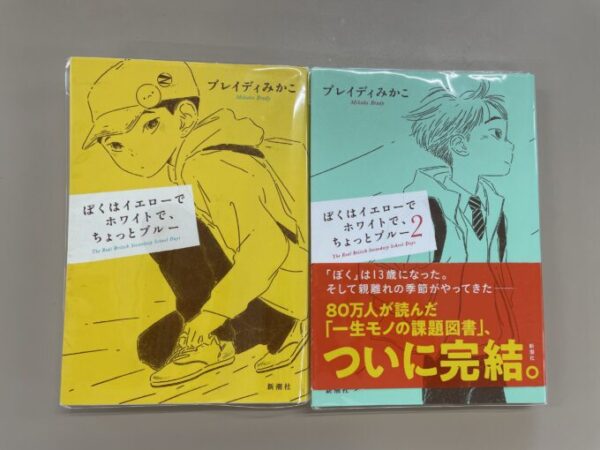 ブレイディみかこ
Mikako Brady
ぼくはイエローで
ホワイトで、
ちょっとブルー
The Real British Secondary School Days
新潮社
ブレイディみかこ
Mikako Brady
ぼくはイエローで
ホワイトで、
ちょっとブルー2
The Real British Secondary School Days
「ぼく」は13歳になった。
そして親離れの季節がやってきた——
80万人が読んだ
「一生モノの課題図書」、
ついに完結。
新潮社